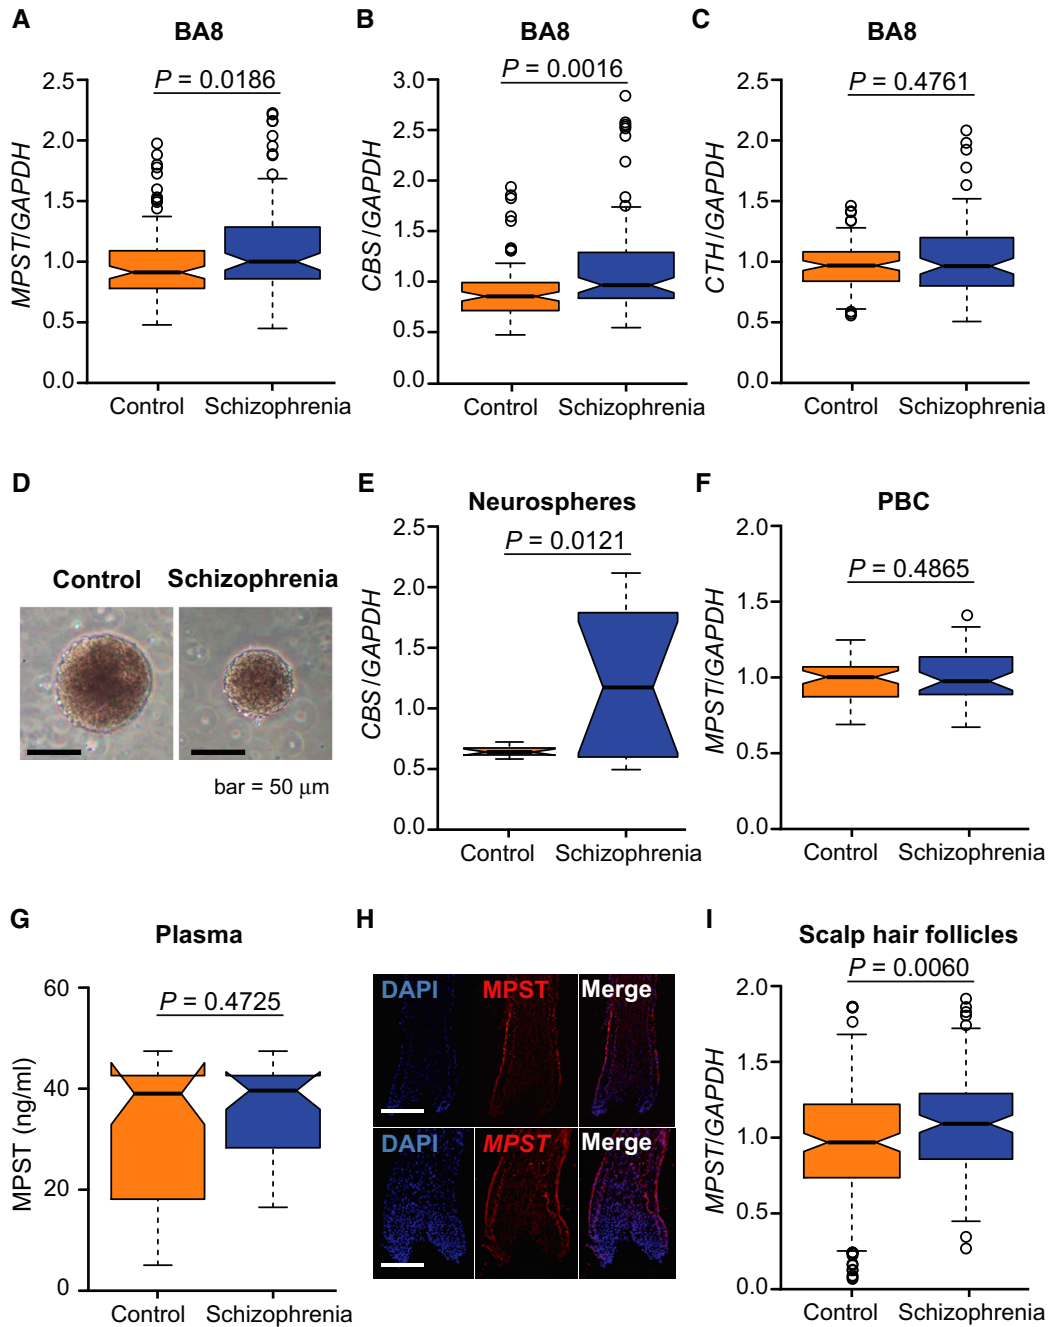 A
BA8
P = 0.0186
MPST/GAPDH
2.5
2.0
1.5
1.0
0.5
0.0
Control
Schizophrenia
B
BA8
P = 0.0016
CBS/GAPDH
3.0
2.5
2.0
1.5
1.0
0.5
0.0
Control
Schizophrenia
C
BA8
P = 0.4761
CTH/GAPDH
2.5
2.0
1.5
1.0
0.5
0.0
Control
Schizophrenia
D
Control
Schizophrenia
bar = 50 μm
E
Neurospheres
P = 0.0121
CBS/GAPDH
2.5
2.0
1.5
1.0
0.5
0.0
Control
Schizophrenia
F
PBC
P = 0.4865
MPST/GAPDH
2.0
1.5
1.0
0.5
0.0
Control
Schizophrenia
G
Plasma
P = 0.4725
MPST (ng/ml)
60
40
20
0
Control
Schizophrenia
H
DAPI
MPST
Merge
DAPI
MPST
Merge
I
Scalp hair follicles
P = 0.0060
MPST/GAPDH
2.0
1.5
1.0
0.5
0.0
Control
Schizophrenia